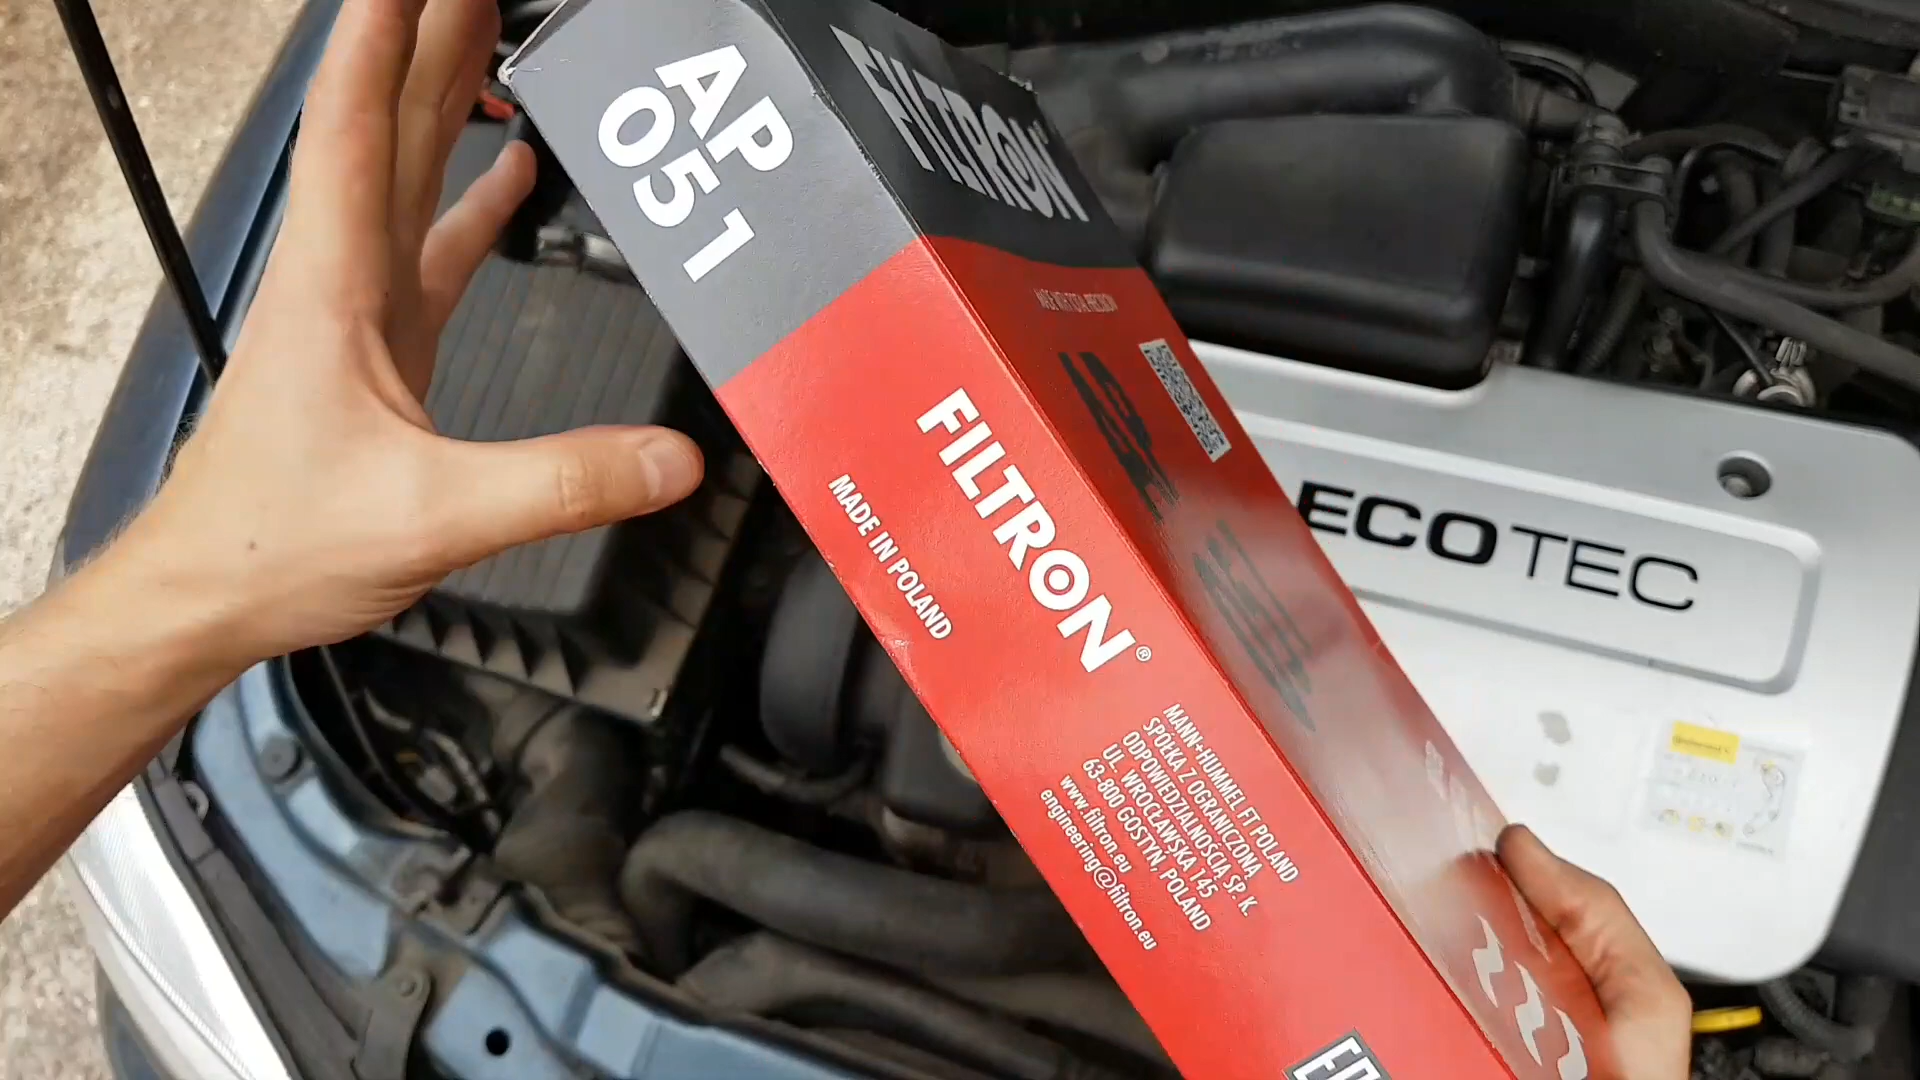 AP
051
FILTRON
FILTRON®
MADE IN POLAND
MANN+HUMMEL FT POLAND
SPÓŁKA Z OGRANICZONĄ
ODPOWIEDZIALNOŚCIĄ SP. K.
UL. WROCŁAWSKA 145
63-800 GOSTYŃ, POLAND
www.filtron.eu
engineering@filtron.eu
ECOTEC